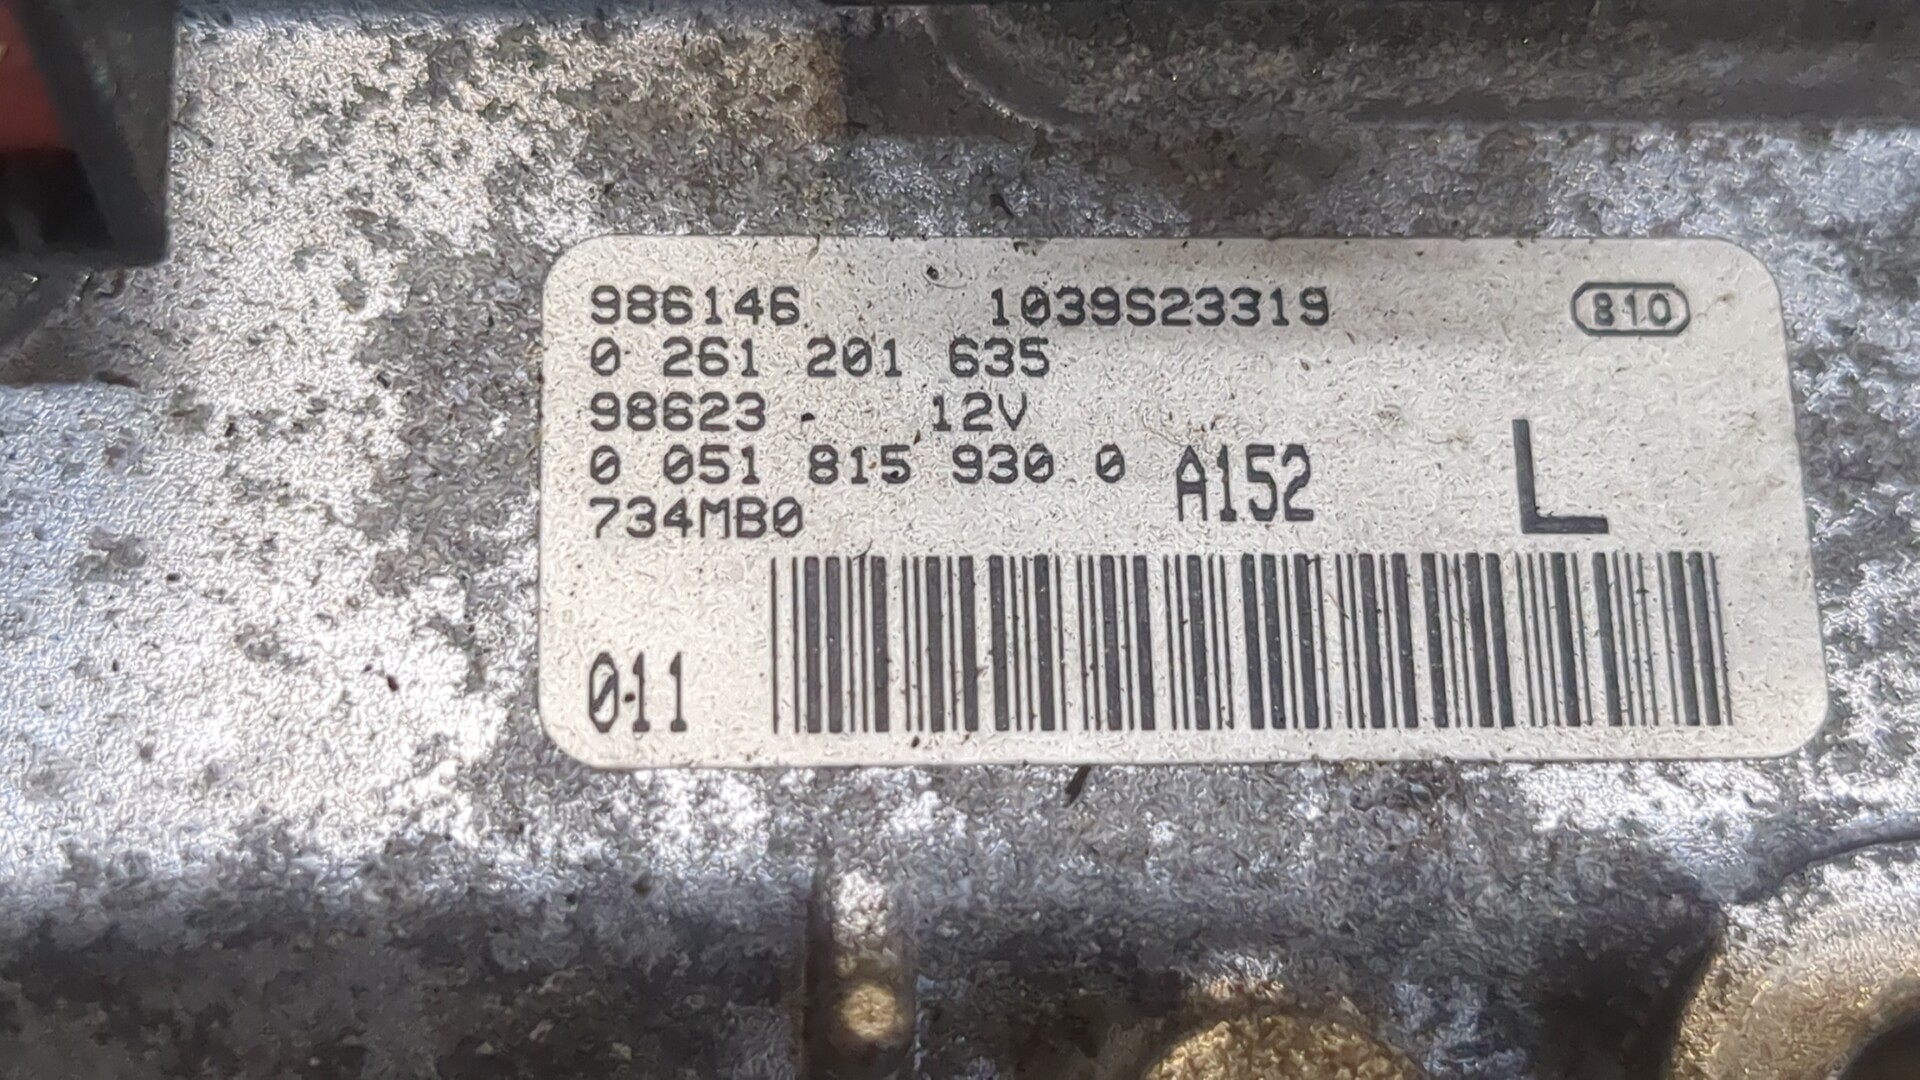 986146 1039S23319 810
0 261 201 635
98623 12V
0 051 815 930 0 A152 L
734MB0
011